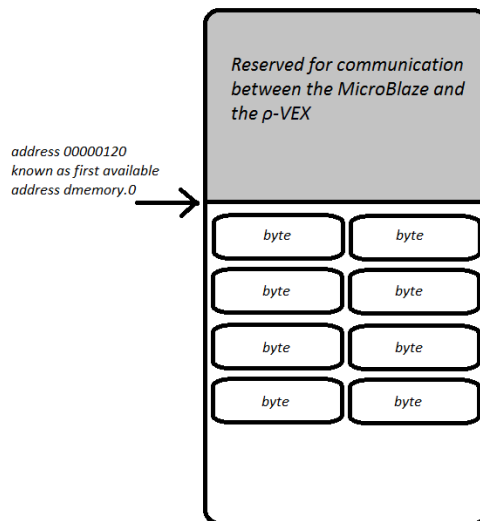 Reserved for communication
between the MicroBlaze and
the ρ-VEX
address 00000120
known as first available
address dmemory.0
byte byte
byte byte
byte byte
byte byte